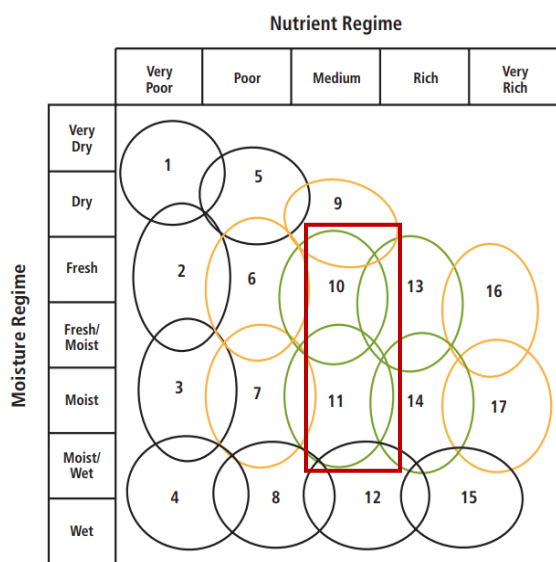 Nutrient Regime
Very
Poor
Poor
Medium
Rich
Very
Rich
Moisture Regime
Very
Dry
Dry
Fresh
Fresh/
Moist
Moist
Moist/
Wet
Wet
1
5
9
2
6
10
13
16
3
7
11
14
17
4
8
12
15